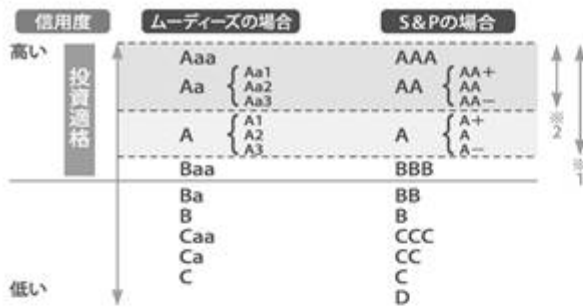 信用度 ムーディーズの場合 S&Pの場合
高い
投資適格
Aaa AAA
Aa { Aa1 Aa2 Aa3 AA { AA+ AA AA−
A { A1 A2 A3 A { A+ A A−
Baa BBB
Ba BB
B B
Caa CCC
Ca CC
C C
低い D
※2
※1